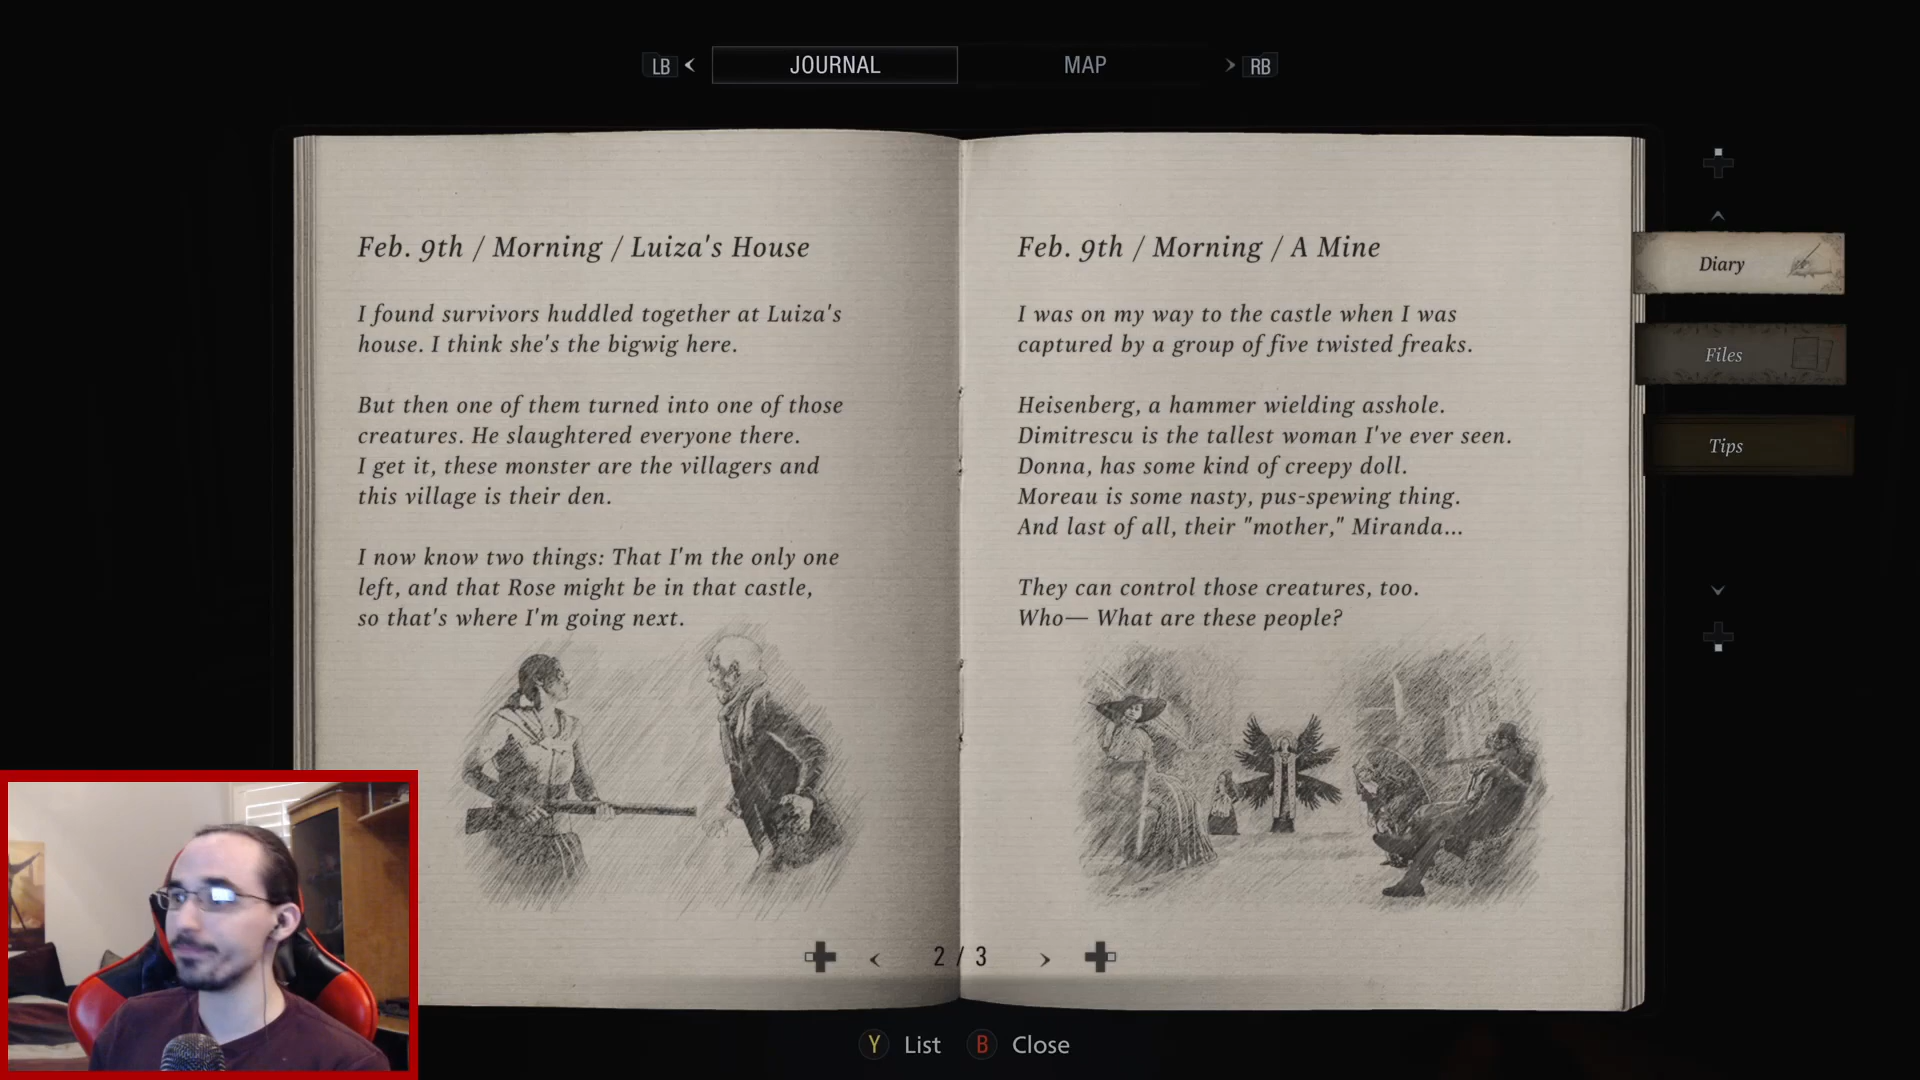 LB
JOURNAL
MAP
RB
Feb. 9th / Morning / Luiza's House
I found survivors huddled together at Luiza's
house. I think she's the bigwig here.
But then one of them turned into one of those
creatures. He slaughtered everyone there.
I get it, these monster are the villagers and
this village is their den.
I now know two things: That I'm the only one
left, and that Rose might be in that castle,
so that's where I'm going next.
Feb. 9th / Morning / A Mine
I was on my way to the castle when I was
captured by a group of five twisted freaks.
Heisenberg, a hammer wielding asshole.
Dimitrescu is the tallest woman I've ever seen.
Donna, has some kind of creepy doll.
Moreau is some nasty, pus-spewing thing.
And last of all, their "mother," Miranda...
They can control those creatures, too.
Who— What are these people?
Diary
Files
Tips
2 / 3
Y List B Close